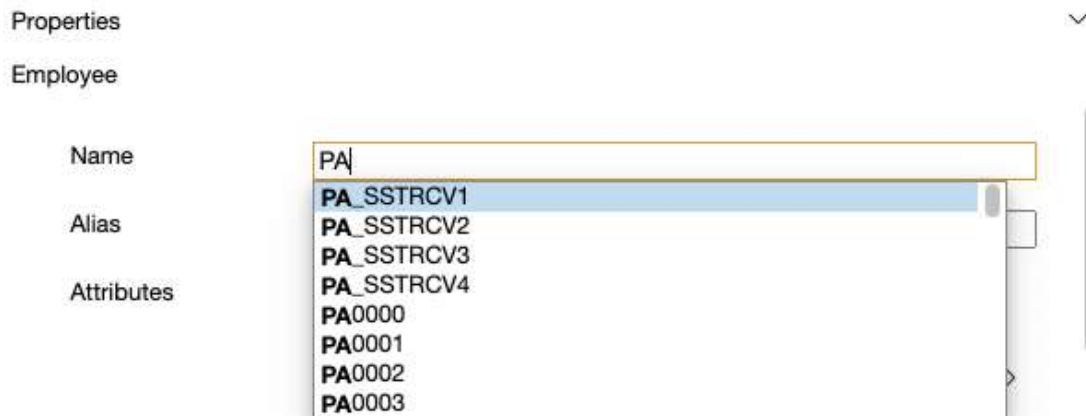 Properties
Employee
Name
PA
PA_SSTRCV1
Alias
PA_SSTRCV2
PA_SSTRCV3
Attributes
PA_SSTRCV4
PA0000
PA0001
PA0002
PA0003